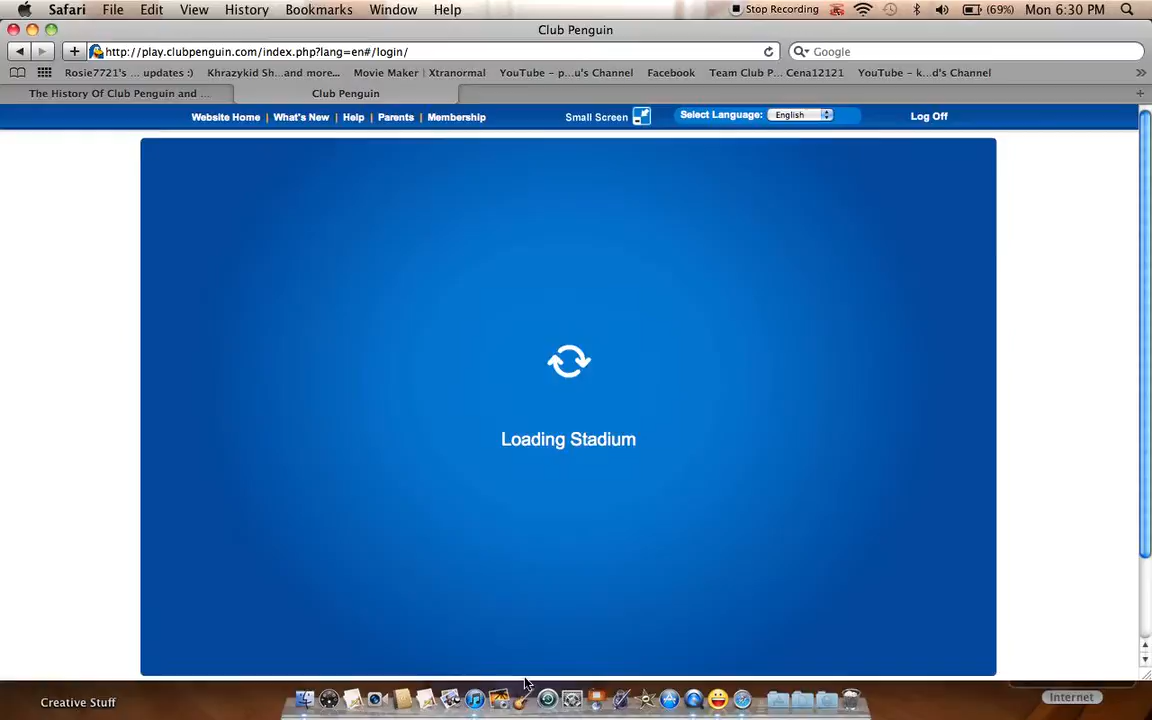 Safari File Edit View History Bookmarks Window Help Stop Recording (69%) Mon 6:30 PM
Club Penguin
http://play.clubpenguin.com/index.php?lang=en#/login/ Google
Rosie7721's ... updates :) Khrazykid Sh...and more... Movie Maker | Xtranormal YouTube - p...u's Channel Facebook Team Club P... Cena12121 YouTube - k...d's Channel
The History Of Club Penguin and ... Club Penguin
Website Home | What's New | Help | Parents | Membership Small Screen Select Language: English Log Off
Loading Stadium
Creative Stuff Internet